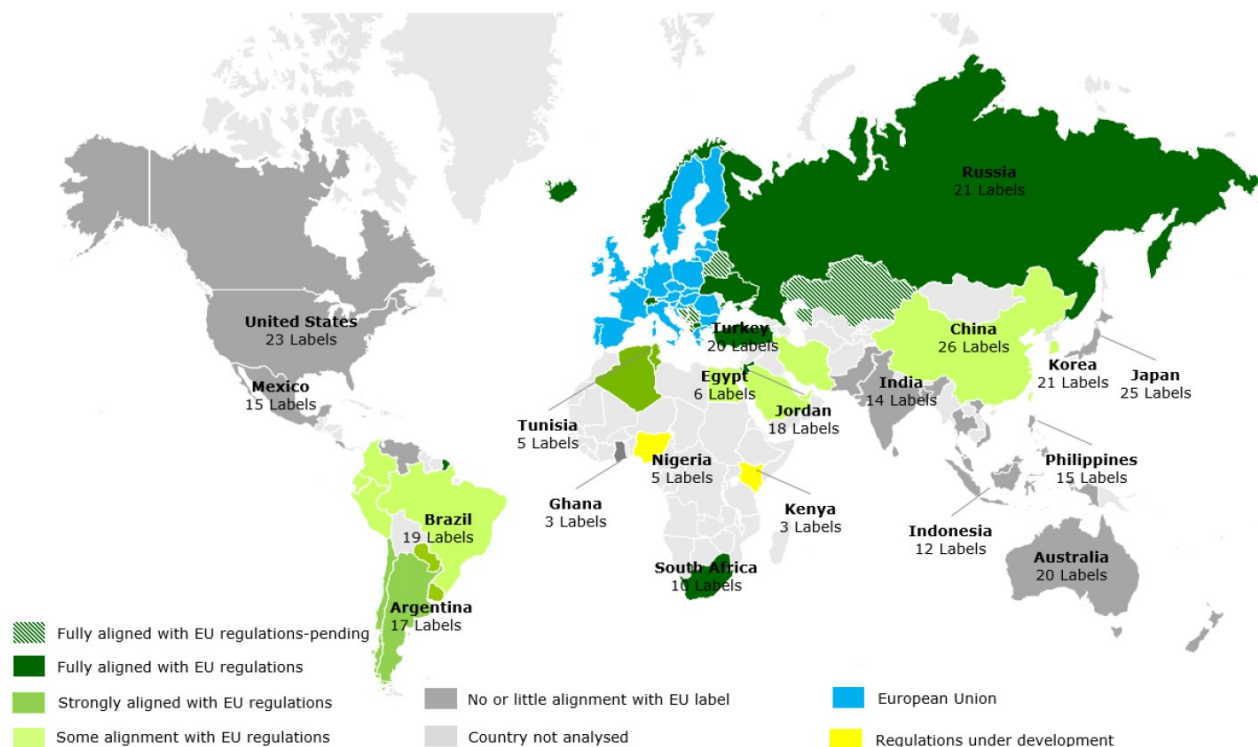 Russia
21 Labels
United States
23 Labels
Turkey
20 Labels
China
26 Labels
Mexico
15 Labels
Egypt
6 Labels
India
14 Labels
Korea
21 Labels
Japan
25 Labels
Jordan
18 Labels
Tunisia
5 Labels
Nigeria
5 Labels
Philippines
15 Labels
Ghana
3 Labels
Kenya
3 Labels
Brazil
19 Labels
Indonesia
12 Labels
Australia
20 Labels
South Africa
10 Labels
Argentina
17 Labels
Fully aligned with EU regulations-pending
Fully aligned with EU regulations
Strongly aligned with EU regulations
Some alignment with EU regulations
No or little alignment with EU label
Country not analysed
European Union
Regulations under development